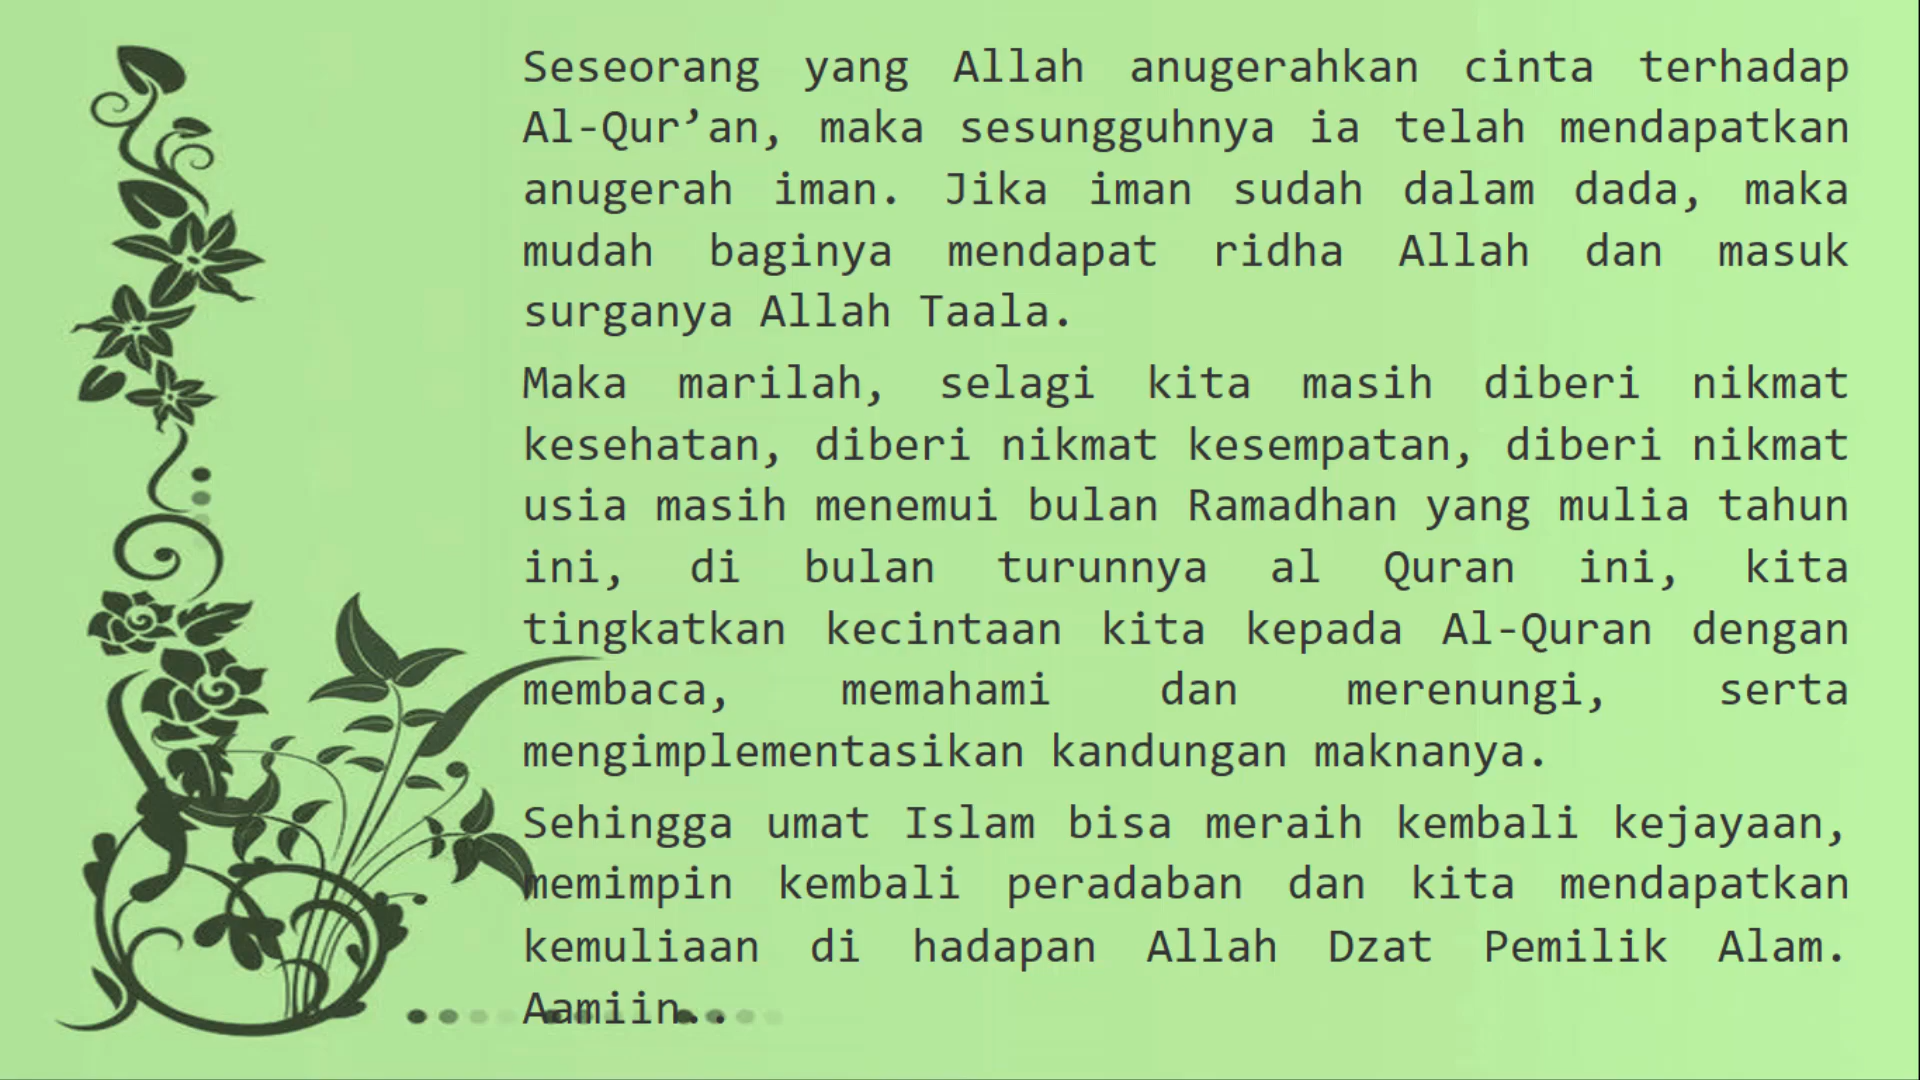 Seseorang yang Allah anugerahkan cinta terhadap
Al-Qur’an, maka sesungguhnya ia telah mendapatkan
anugerah iman. Jika iman sudah dalam dada, maka
mudah baginya mendapat ridha Allah dan masuk
surganya Allah Taala.
Maka marilah, selagi kita masih diberi nikmat
kesehatan, diberi nikmat kesempatan, diberi nikmat
usia masih menemui bulan Ramadhan yang mulia tahun
ini, di bulan turunnya al Quran ini, kita
tingkatkan kecintaan kita kepada Al-Quran dengan
membaca, memahami dan merenungi, serta
mengimplementasikan kandungan maknanya.
Sehingga umat Islam bisa meraih kembali kejayaan,
memimpin kembali peradaban dan kita mendapatkan
kemuliaan di hadapan Allah Dzat Pemilik Alam.
Aamiin..